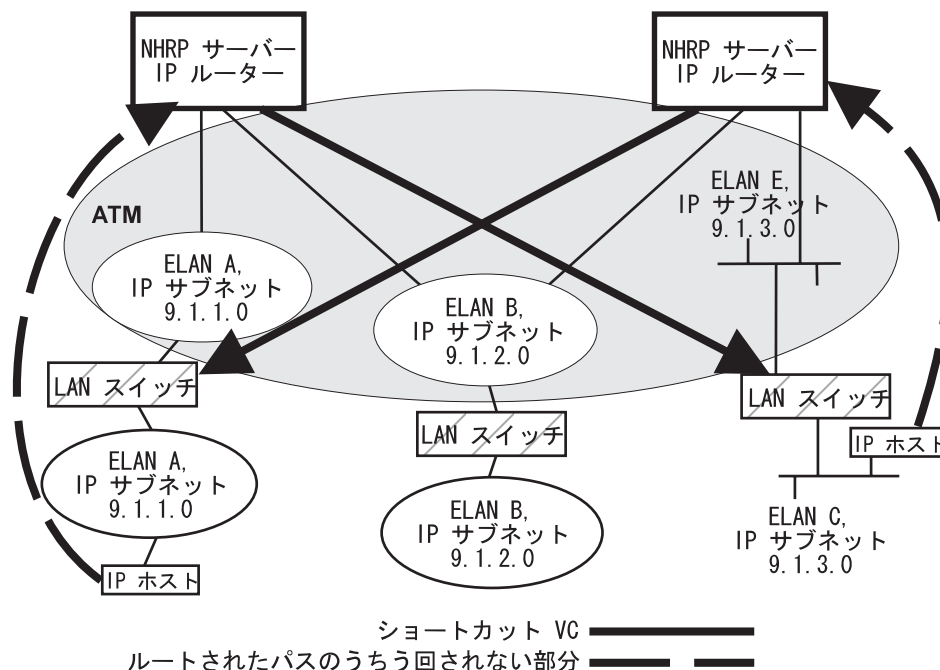 NHRP サーバー
IP ルーター
NHRP サーバー
IP ルーター
ATM
ELAN E,
IP サブネット
9.1.3.0
ELAN A,
IP サブネット
9.1.1.0
ELAN B,
IP サブネット
9.1.2.0
LAN スイッチ
LAN スイッチ
LAN スイッチ
IP ホスト
ELAN A,
IP サブネット
9.1.1.0
ELAN B,
IP サブネット
9.1.2.0
ELAN C,
IP サブネット
9.1.3.0
IP ホスト
ショートカット VC
ルートされたパスのうちう回されない部分